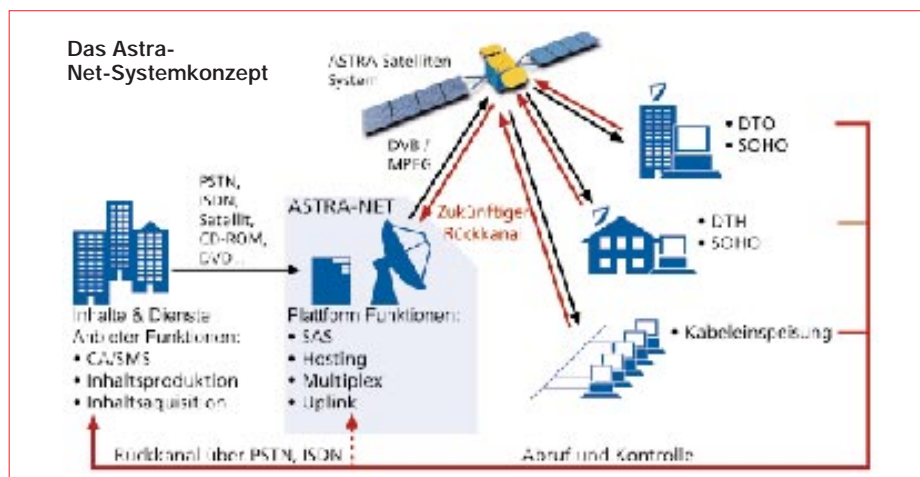 Das Astra-
Net-Systemkonzept
ASTRA Satelliten
System
DVB /
MPEG
PSTN,
ISDN,
Satellit,
CD-ROM,
DVD...
ASTRA-NET
Zukünftiger
Rückkanal
• DTO
• SOHO
• DTH
• SOHO
• Kabeleinspeisung
Inhalte & Dienste
Anbieter Funktionen:
• CA/SMS
• Inhaltsproduktion
• Inhaltsaquisition
Plattform Funktionen:
• SAS
• Hosting
• Multiplex
• Uplink
Rückkanal über PSTN, ISDN
Abruf und Kontrolle